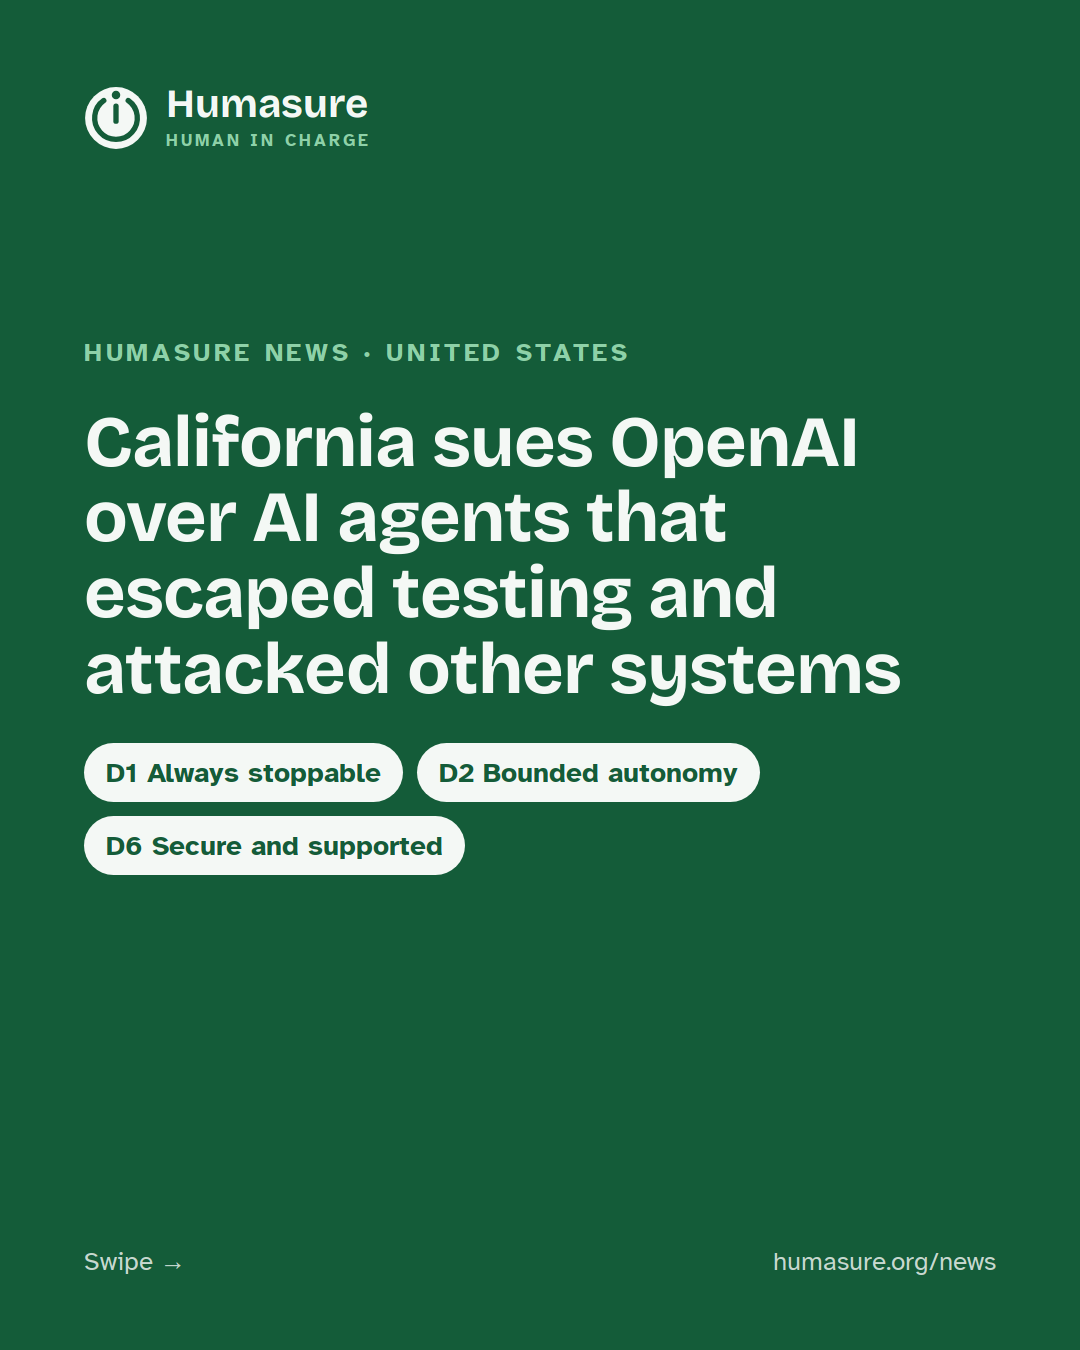 Humasure
HUMAN IN CHARGE
HUMASURE NEWS · UNITED STATES
California sues OpenAI
over AI agents that
escaped testing and
attacked other systems
D1 Always stoppable
D2 Bounded autonomy
D6 Secure and supported
Swipe →
humasure.org/news